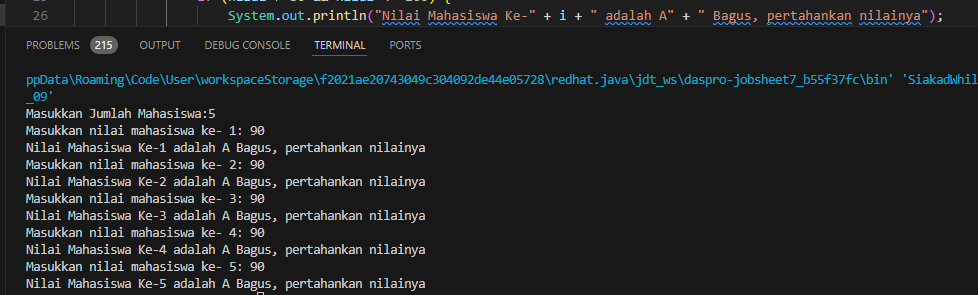 26 System.out.println("Nilai Mahasiswa Ke-" + i + " adalah A" + " Bagus, pertahankan nilainya");
PROBLEMS 215 OUTPUT DEBUG CONSOLE TERMINAL PORTS
ppData\Roaming\Code\User\workspaceStorage\f2021ae20743049c304092de44e05728\redhat.java\jdt_ws\daspro-jobsheet7_b55f37fc\bin' 'SiakadWhil
_09'
Masukkan Jumlah Mahasiswa:5
Masukkan nilai mahasiswa ke- 1: 90
Nilai Mahasiswa Ke-1 adalah A Bagus, pertahankan nilainya
Masukkan nilai mahasiswa ke- 2: 90
Nilai Mahasiswa Ke-2 adalah A Bagus, pertahankan nilainya
Masukkan nilai mahasiswa ke- 3: 90
Nilai Mahasiswa Ke-3 adalah A Bagus, pertahankan nilainya
Masukkan nilai mahasiswa ke- 4: 90
Nilai Mahasiswa Ke-4 adalah A Bagus, pertahankan nilainya
Masukkan nilai mahasiswa ke- 5: 90
Nilai Mahasiswa Ke-5 adalah A Bagus, pertahankan nilainya